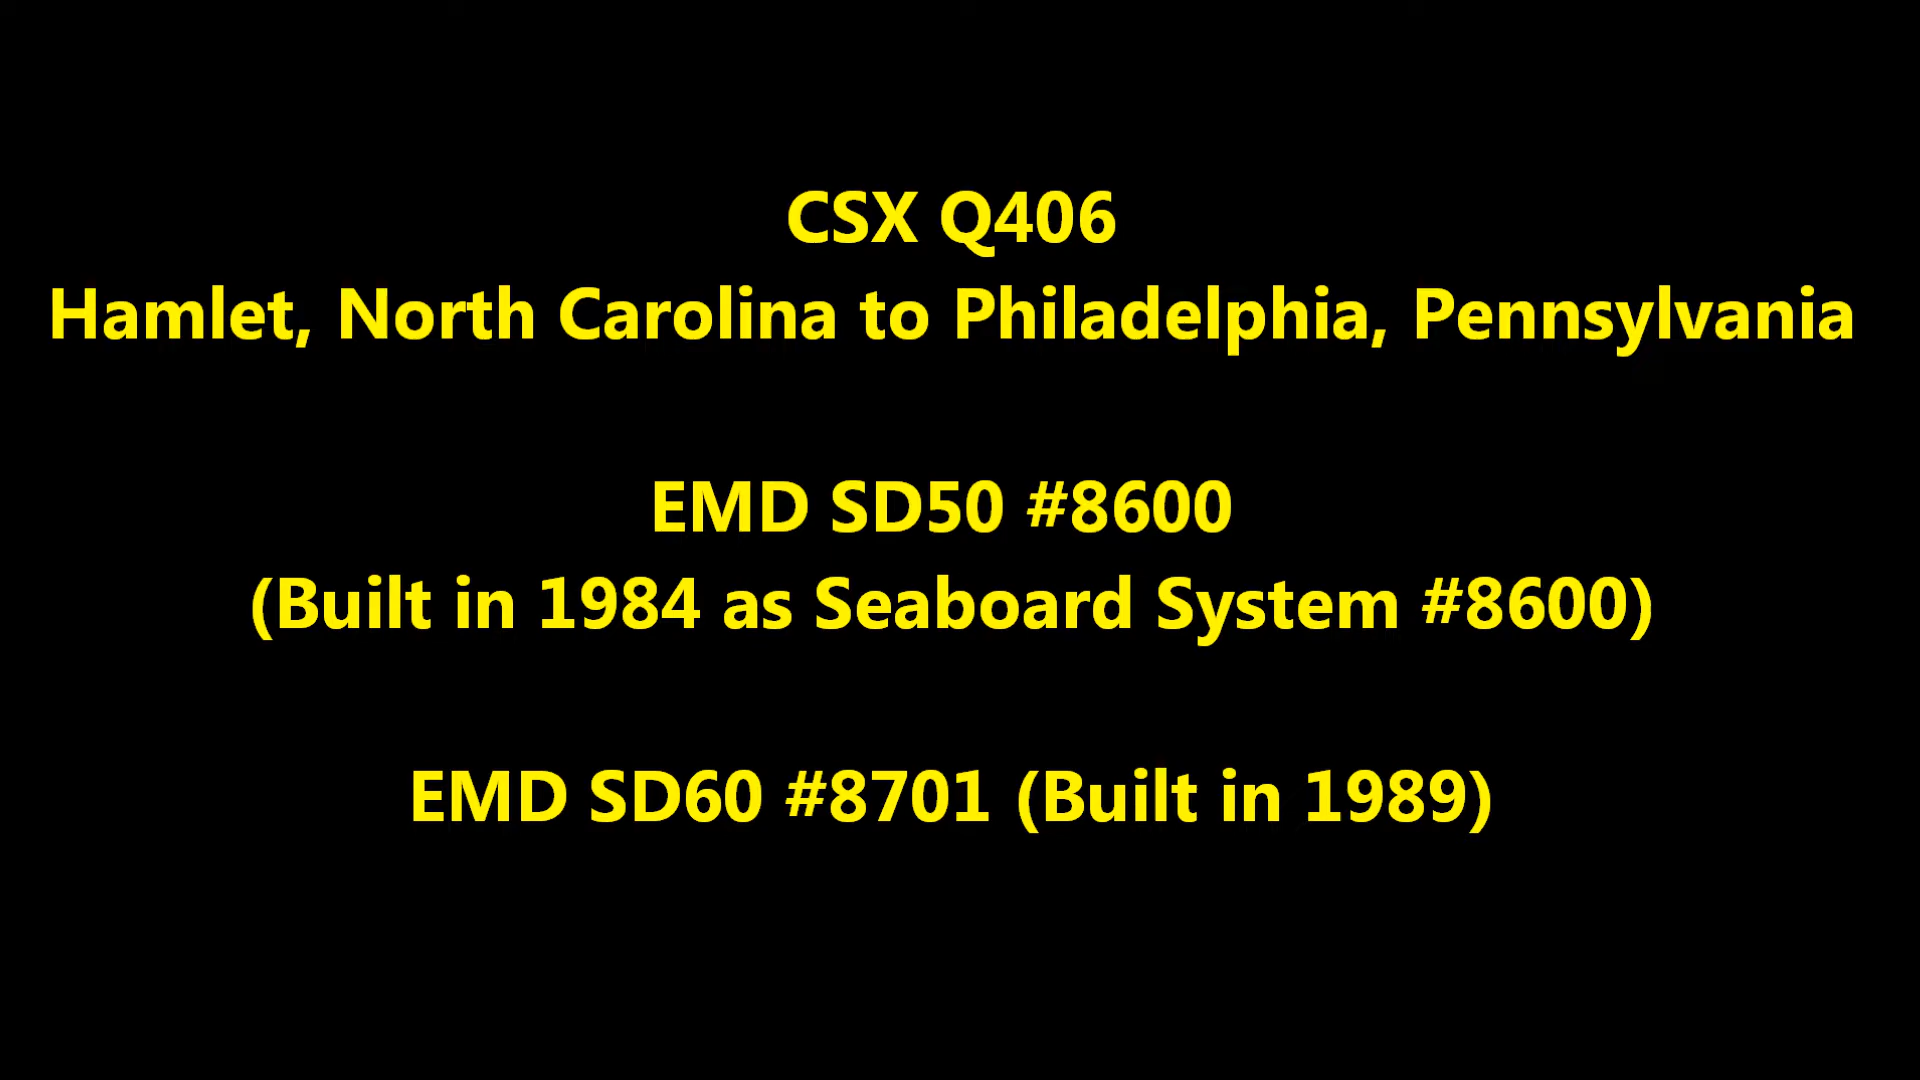 CSX Q406
Hamlet, North Carolina to Philadelphia, Pennsylvania
EMD SD50 #8600
(Built in 1984 as Seaboard System #8600)
EMD SD60 #8701 (Built in 1989)